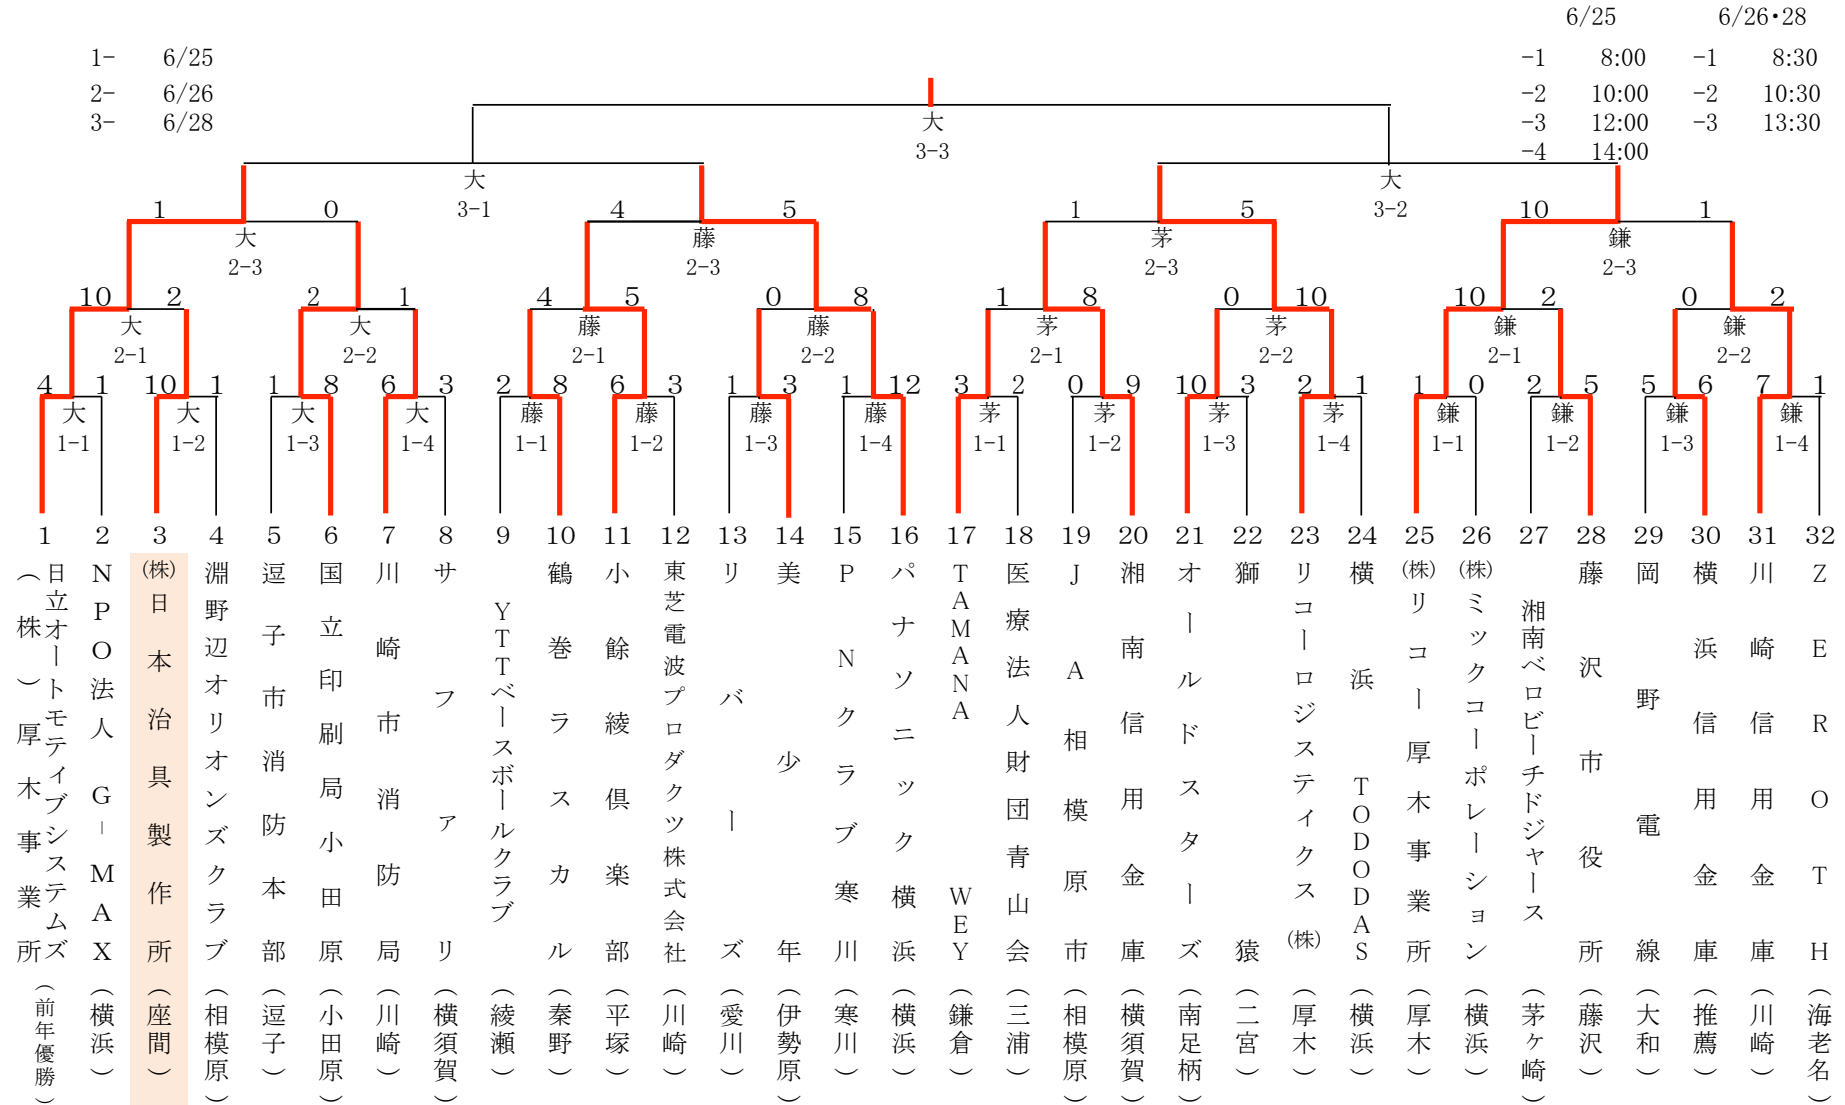 6/25 6/26・28
1- 6/25
2- 6/26
3- 6/28
-1 8:00 -1 8:30
-2 10:00 -2 10:30
-3 12:00 -3 13:30
-4 14:00
大
3-3
大 大
3-1 3-2
1 0 4 5 1 5 10 1
大 藤 茅 鎌
2-3 2-3 2-3 2-3
10 2 2 1 4 5 0 8 1 8 0 10 10 2 0 2
大 大 藤 藤 茅 茅 鎌 鎌
2-1 2-2 2-1 2-2 2-1 2-2 2-1 2-2
4 1 10 1 1 8 6 3 2 8 6 3 1 3 1 12 3 2 0 9 10 3 2 1 1 0 2 5 5 6 7 1
大 大 大 大 藤 藤 藤 藤 茅 茅 茅 茅 鎌 鎌 鎌 鎌
1-1 1-2 1-3 1-4 1-1 1-2 1-3 1-4 1-1 1-2 1-3 1-4 1-1 1-2 1-3 1-4
1 2 3 4 5 6 7 8 9 10 11 12 13 14 15 16 17 18 19 20 21 22 23 24 25 26 27 28 29 30 31 32
日立オートモティブシステムズ
(株)厚木事業所(前年優勝)
NPO法人 G-MAX(横浜)
(株)日本治具製作所(座間)
淵野辺オリオンズクラブ(相模原)
逗子市消防本部(逗子)
国立印刷局小田原(小田原)
川崎市消防局(川崎)
サファリ(横須賀)
YTTベースボールクラブ(綾瀬)
鶴巻ラスカル(秦野)
小餘綾倶楽部(平塚)
東芝電波プロダクツ株式会社(川崎)
リバーズ(愛川)
美少年(伊勢原)
PNクラブ寒川(寒川)
パナソニック横浜(横浜)
TAMANA WEY(鎌倉)
医療法人財団青山会(三浦)
JA相模原市(相模原)
湘南信用金庫(横須賀)
オールドスターズ(南足柄)
獅猿(二宮)
リコーロジスティクス(株)(厚木)
横浜 TODODAS(横浜)
(株)リコー厚木事業所(厚木)
(株)ミックコーポレーション(横浜)
湘南ベロビーチドジャース(茅ケ崎)
藤沢市役所(藤沢)
岡野電線(大和)
横浜信用金庫(推薦)
川崎信用金庫(川崎)
ZEROTH(海老名)